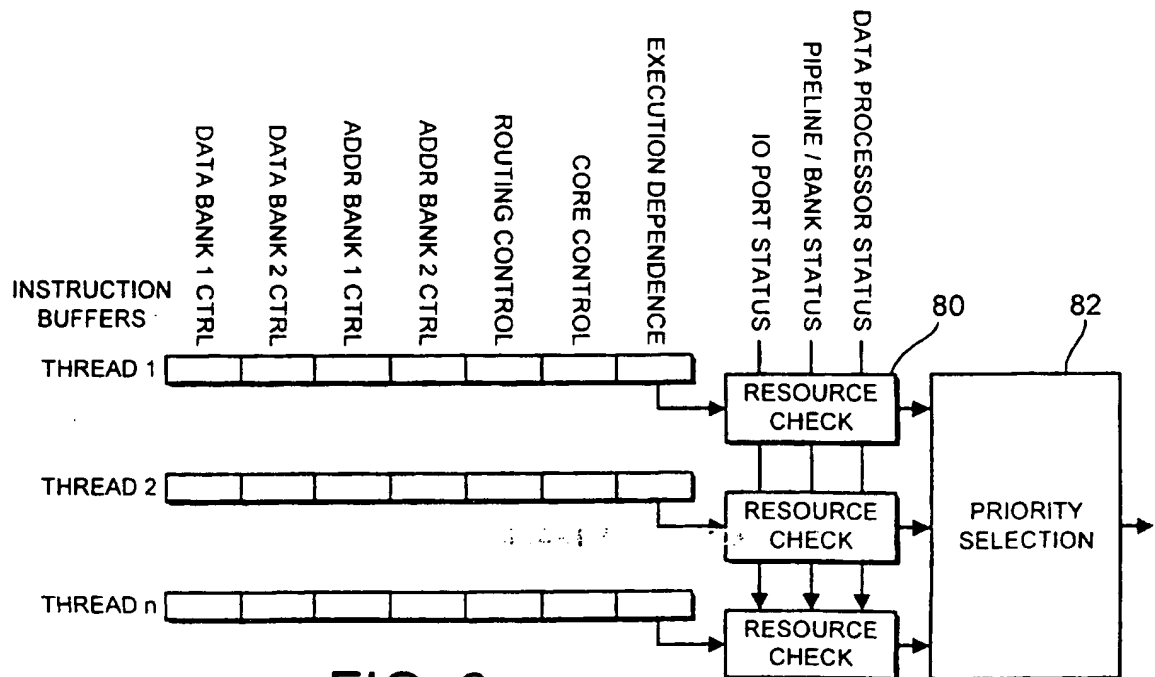 DATA BANK 1 CTRL
DATA BANK 2 CTRL
ADDR BANK 1 CTRL
ADDR BANK 2 CTRL
ROUTING CONTROL
CORE CONTROL
EXECUTION DEPENDENCE
IO PORT STATUS
PIPELINE / BANK STATUS
DATA PROCESSOR STATUS
INSTRUCTION
BUFFERS
80
82
THREAD 1
RESOURCE
CHECK
THREAD 2
RESOURCE
CHECK
PRIORITY
SELECTION
THREAD n
RESOURCE
CHECK